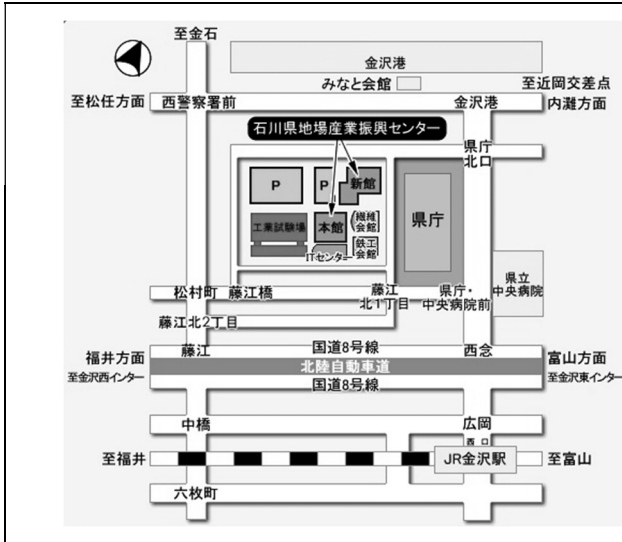 至金石
金沢港
みなと会館
至近岡交差点
至松任方面
西警察署前
金沢港
内灘方面
石川県地場産業振興センター
県庁
北口
P
P
新館
県庁
工業試験場
本館
繊維
会館
鉄工
会館
ITセンター
県立
中央病院
松村町
藤江橋
藤江
北1丁目
県庁・
中央病院前
藤江北2丁目
福井方面
藤江
国道8号線
西念
富山方面
至金沢西インター
北陸自動車道
至金沢東インター
国道8号線
中橋
広岡
西口
至福井
JR金沢駅
至富山
六枚町